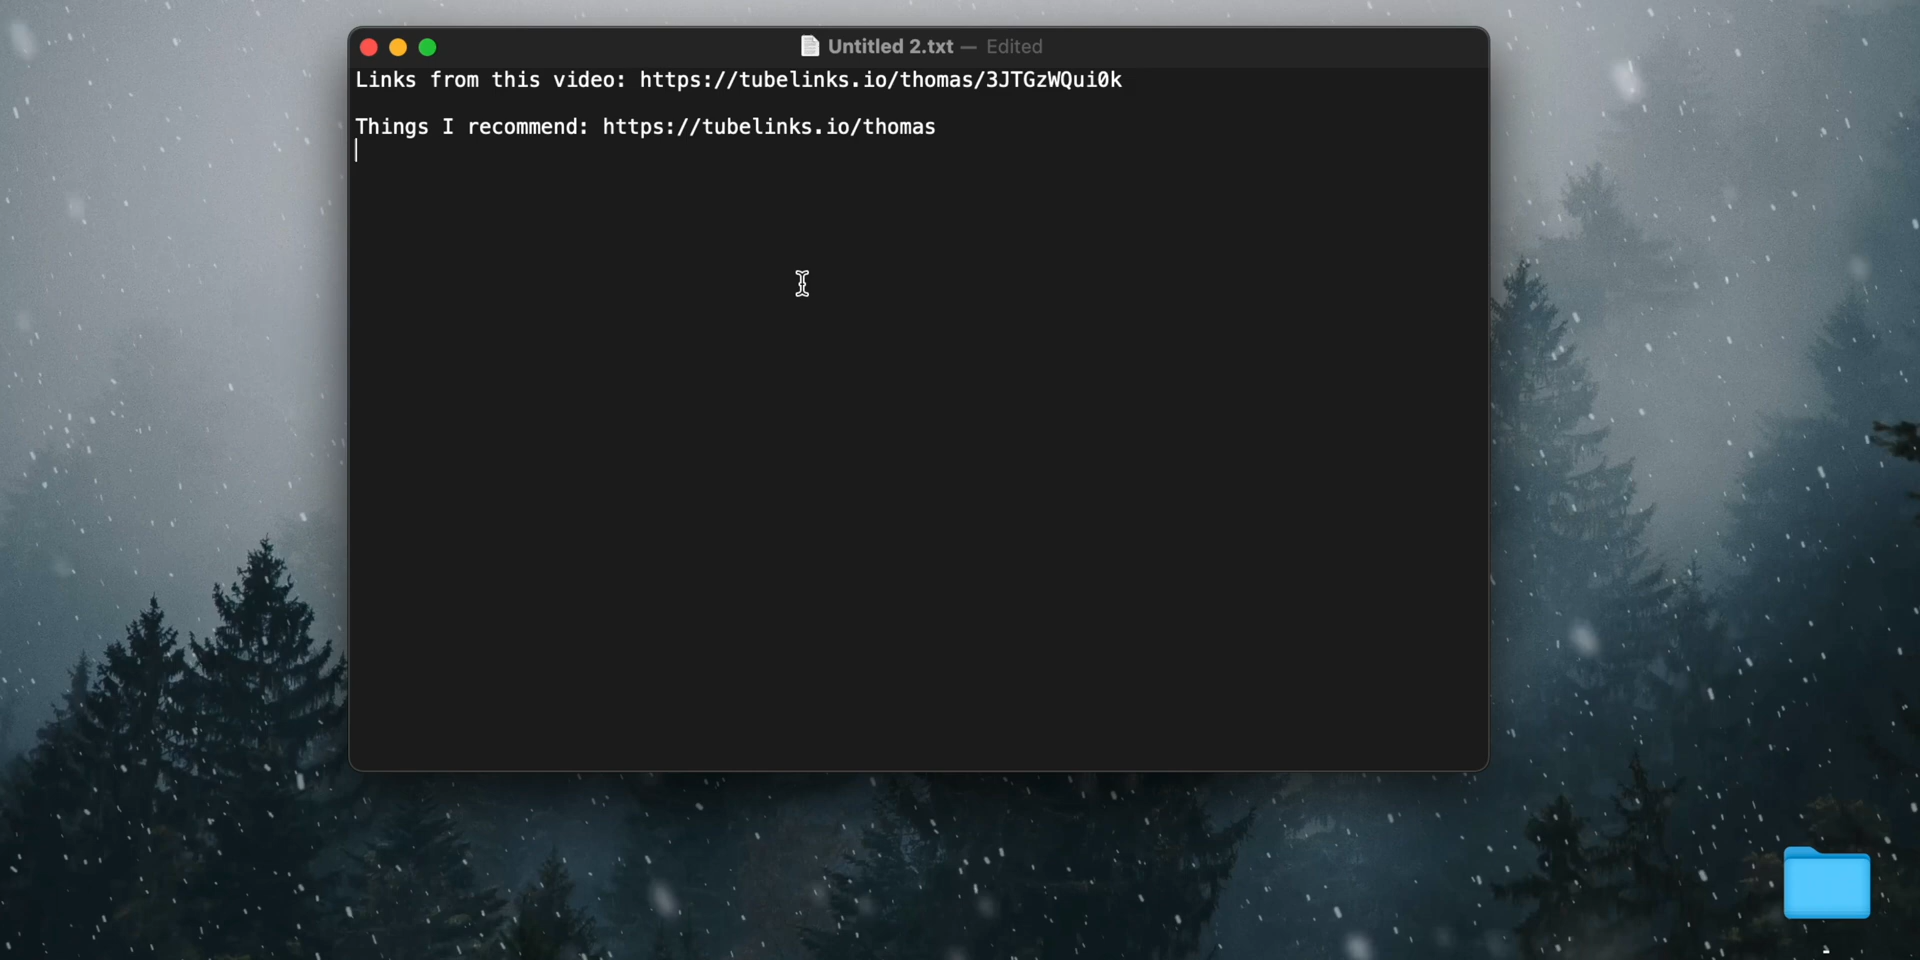 Untitled 2.txt — Edited
Links from this video: https://tubelinks.io/thomas/3JTGzWQui0k
Things I recommend: https://tubelinks.io/thomas